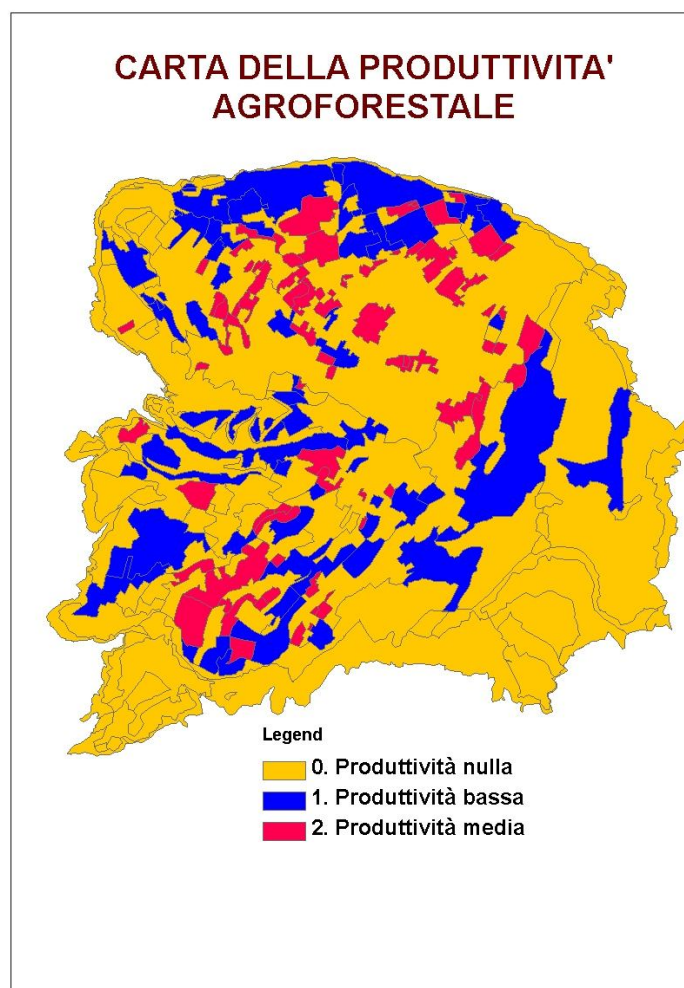 CARTA DELLA PRODUTTIVITA'
AGROFORESTALE
Legend
0. Produttività nulla
1. Produttività bassa
2. Produttività media